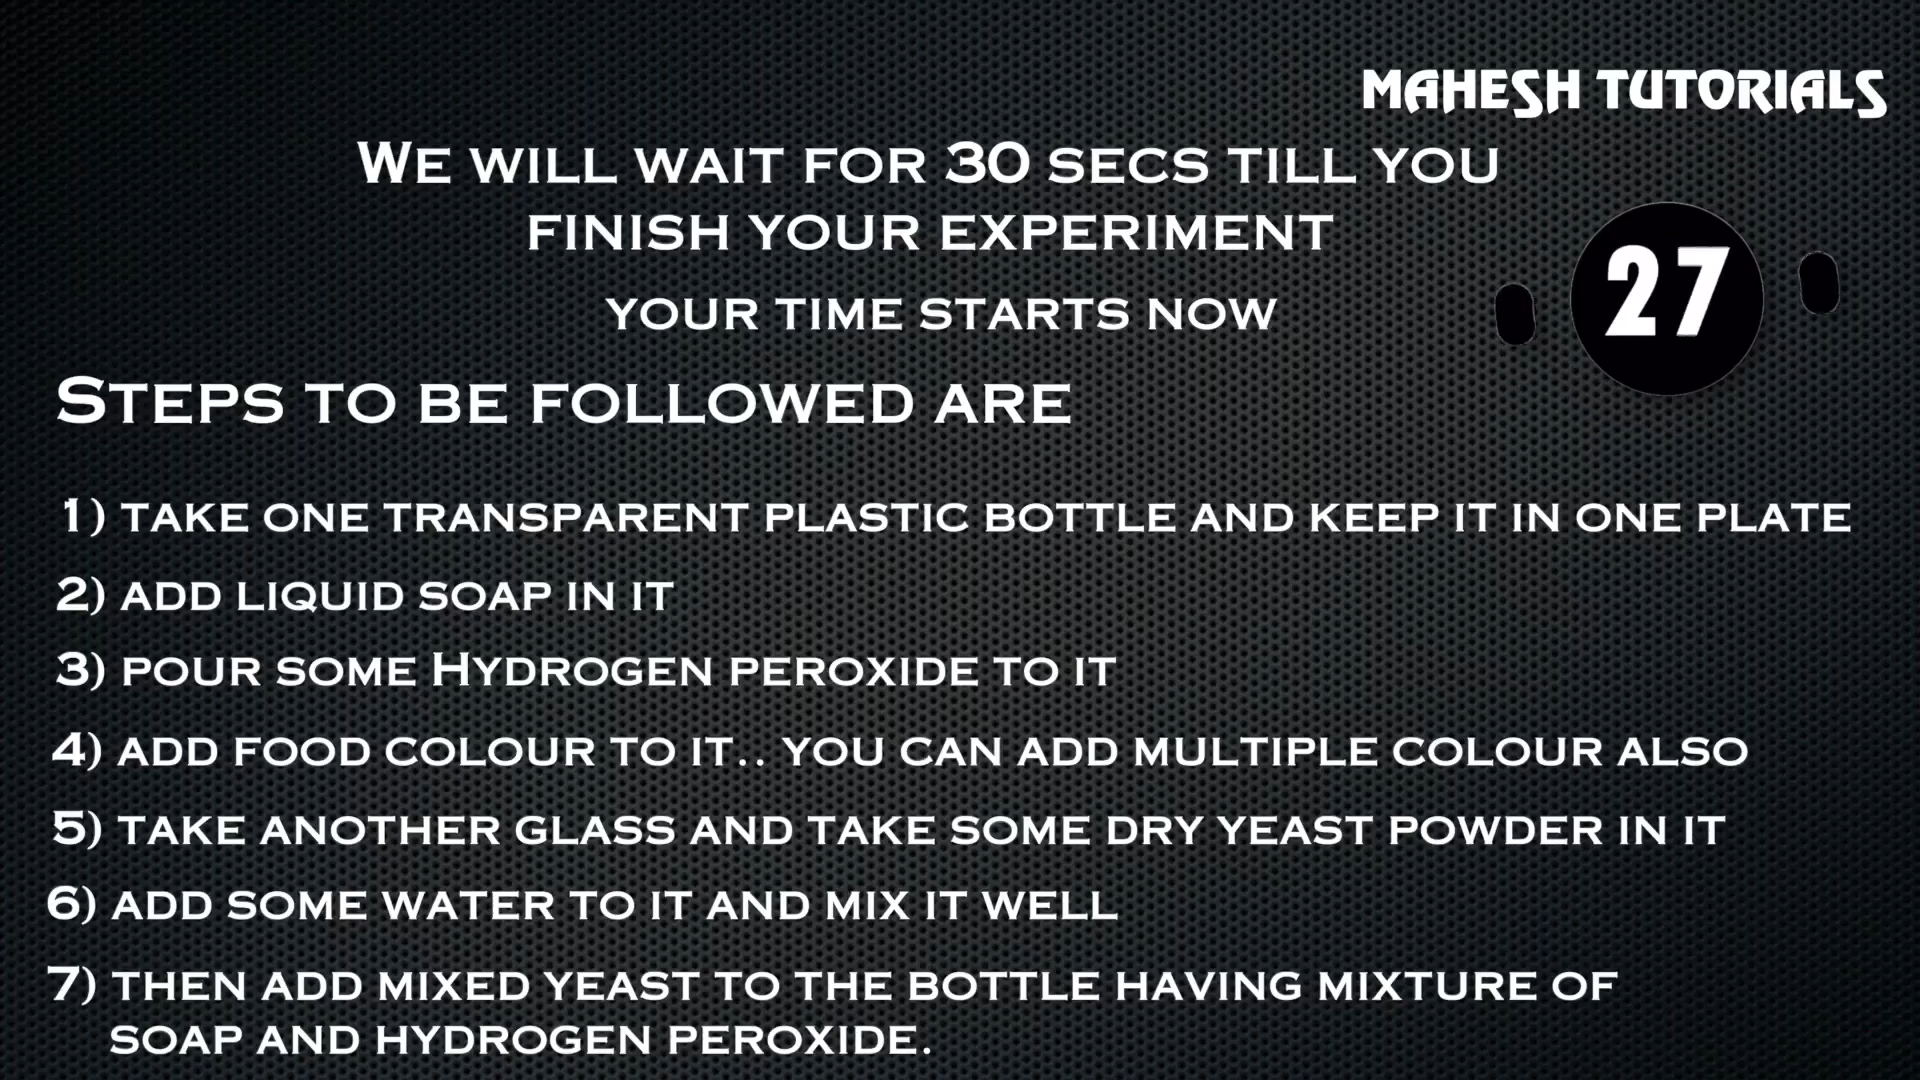 MAHESH TUTORIALS
WE WILL WAIT FOR 30 SECS TILL YOU
FINISH YOUR EXPERIMENT
YOUR TIME STARTS NOW
27
STEPS TO BE FOLLOWED ARE
1) TAKE ONE TRANSPARENT PLASTIC BOTTLE AND KEEP IT IN ONE PLATE
2) ADD LIQUID SOAP IN IT
3) POUR SOME HYDROGEN PEROXIDE TO IT
4) ADD FOOD COLOUR TO IT.. YOU CAN ADD MULTIPLE COLOUR ALSO
5) TAKE ANOTHER GLASS AND TAKE SOME DRY YEAST POWDER IN IT
6) ADD SOME WATER TO IT AND MIX IT WELL
7) THEN ADD MIXED YEAST TO THE BOTTLE HAVING MIXTURE OF
SOAP AND HYDROGEN PEROXIDE.